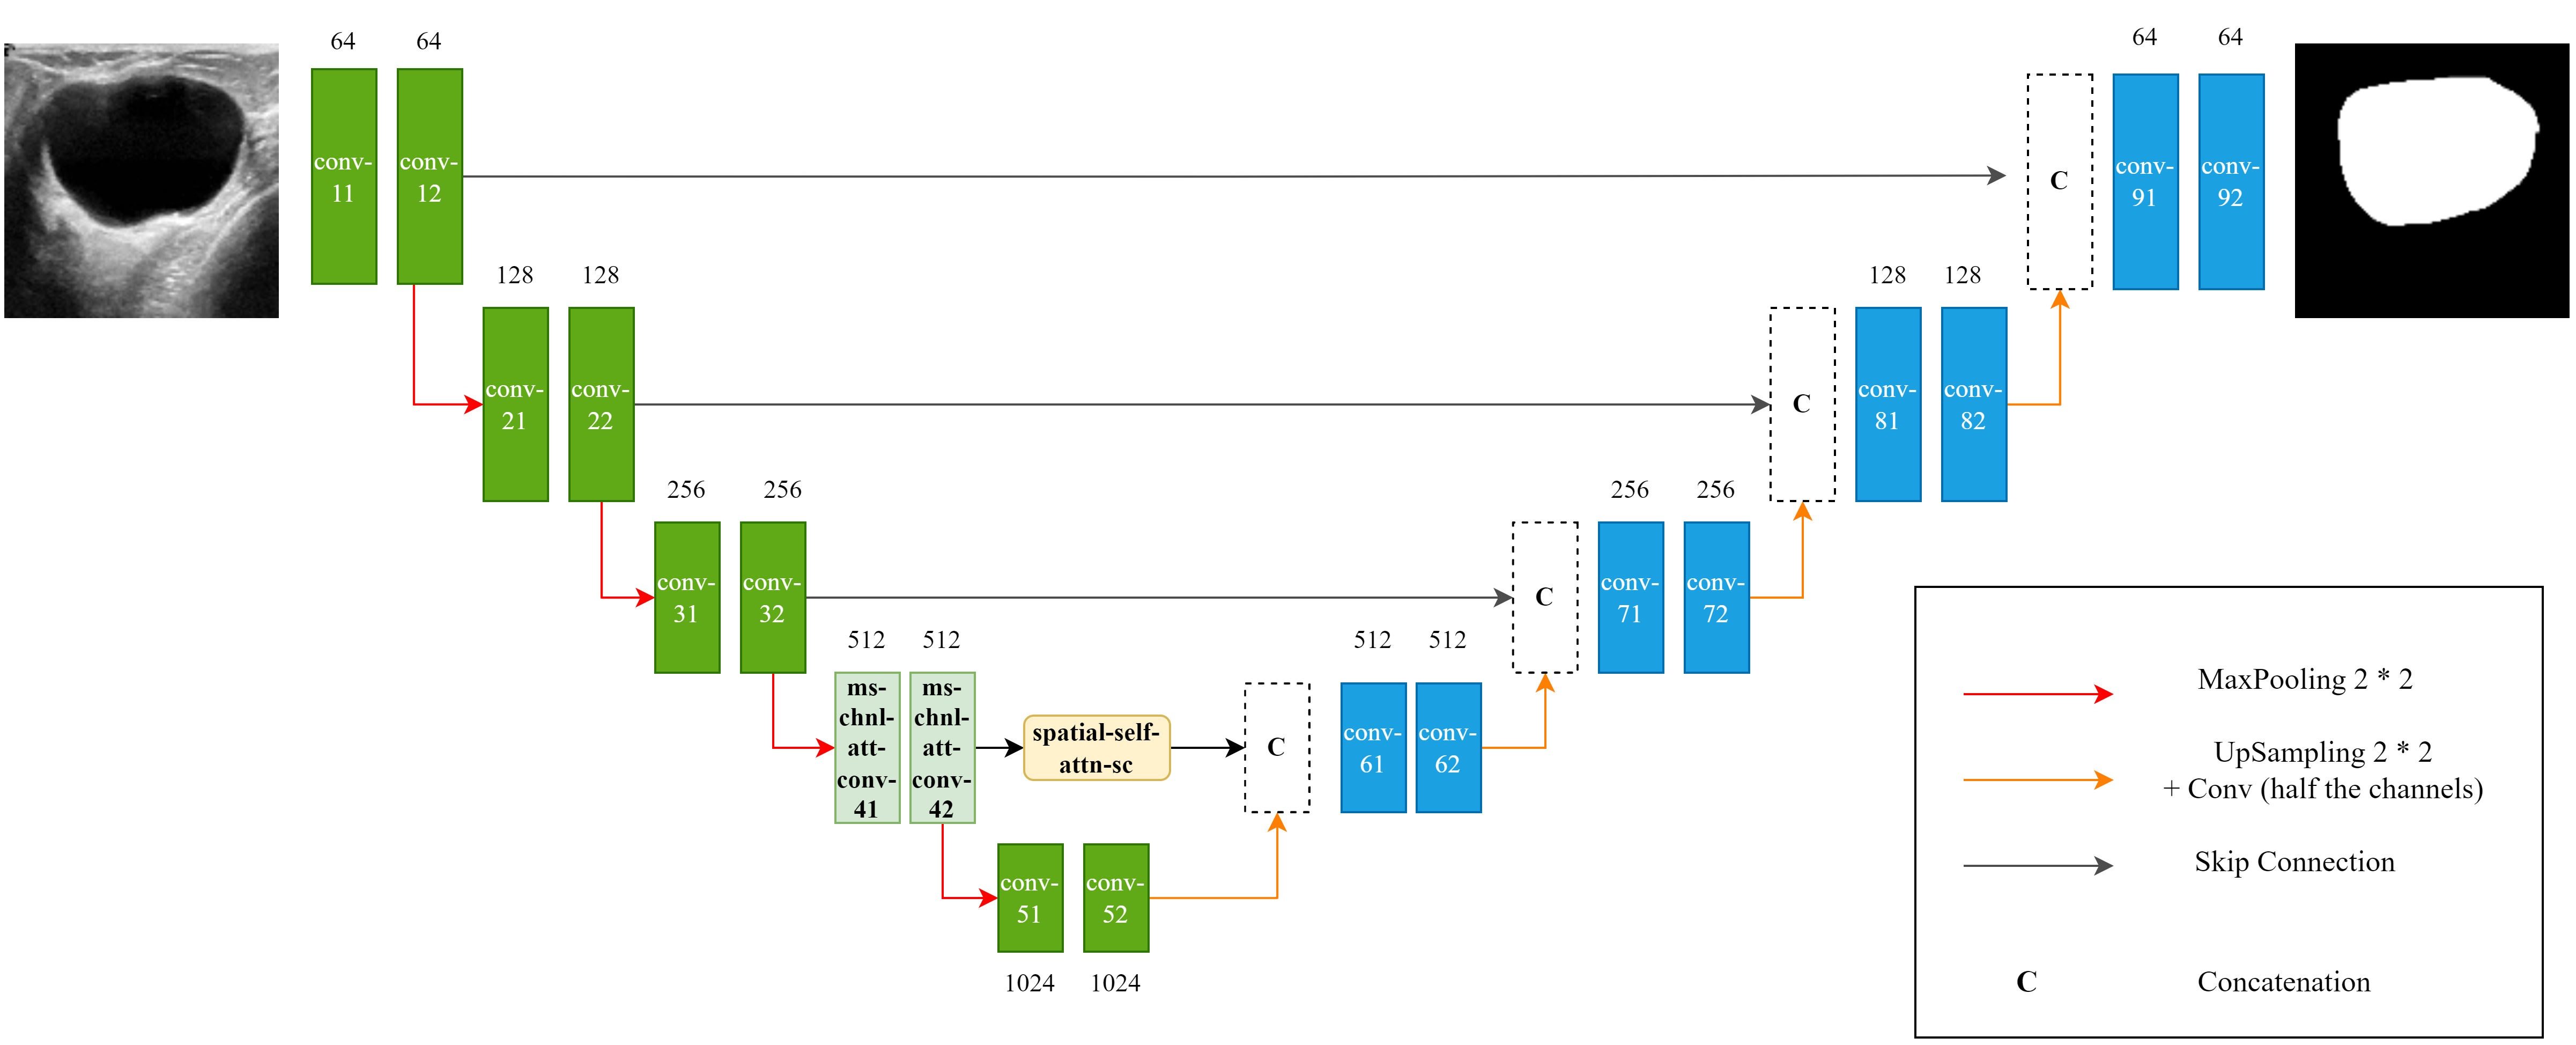 64
64
conv-
11
conv-
12
128
128
conv-
21
conv-
22
256
256
conv-
31
conv-
32
512
512
ms-
chnl-
att-
conv-
41
ms-
chnl-
att-
conv-
42
spatial-self-
attn-sc
C
conv-
51
conv-
52
1024
1024
512
512
conv-
61
conv-
62
C
256
256
conv-
71
conv-
72
C
128
128
conv-
81
conv-
82
C
64
64
conv-
91
conv-
92
MaxPooling 2 * 2
UpSampling 2 * 2
+ Conv (half the channels)
Skip Connection
C Concatenation